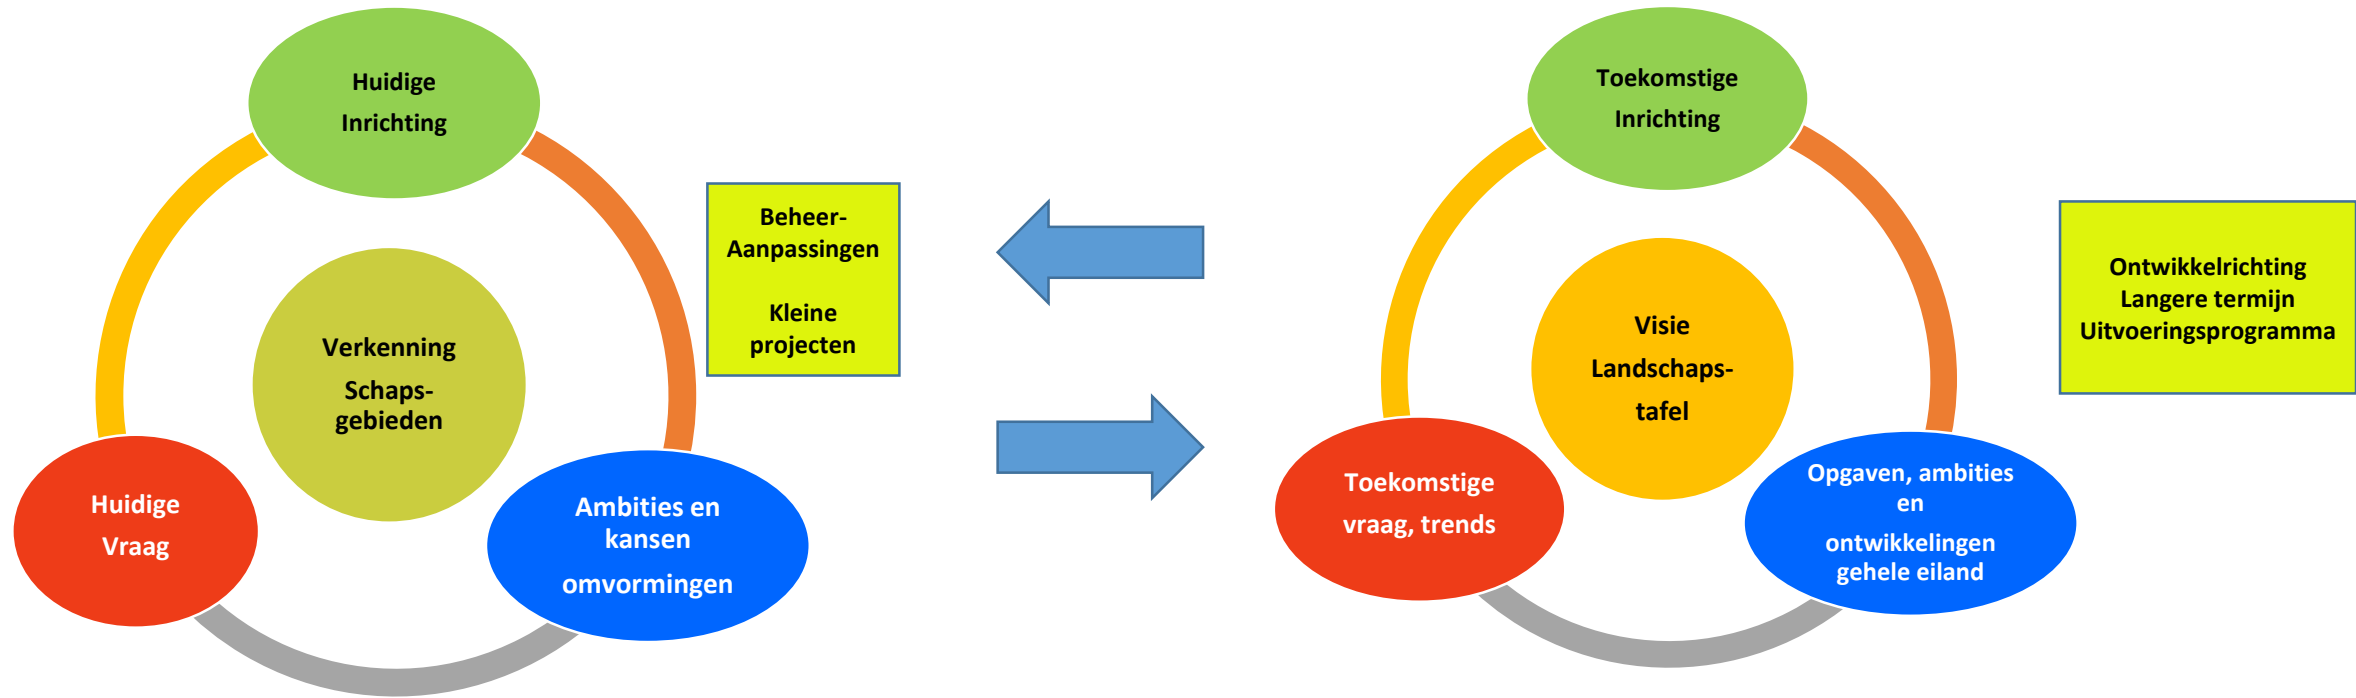 Huidige
Inrichting
Verkenning
Schaps-
gebieden
Huidige
Vraag
Ambities en
kansen
omvormingen
Beheer-
Aanpassingen
Kleine
projecten
Toekomstige
Inrichting
Visie
Landschaps-
tafel
Toekomstige
vraag, trends
Opgaven, ambities
en
ontwikkelingen
gehele eiland
Ontwikkelrichting
Langere termijn
Uitvoeringsprogramma